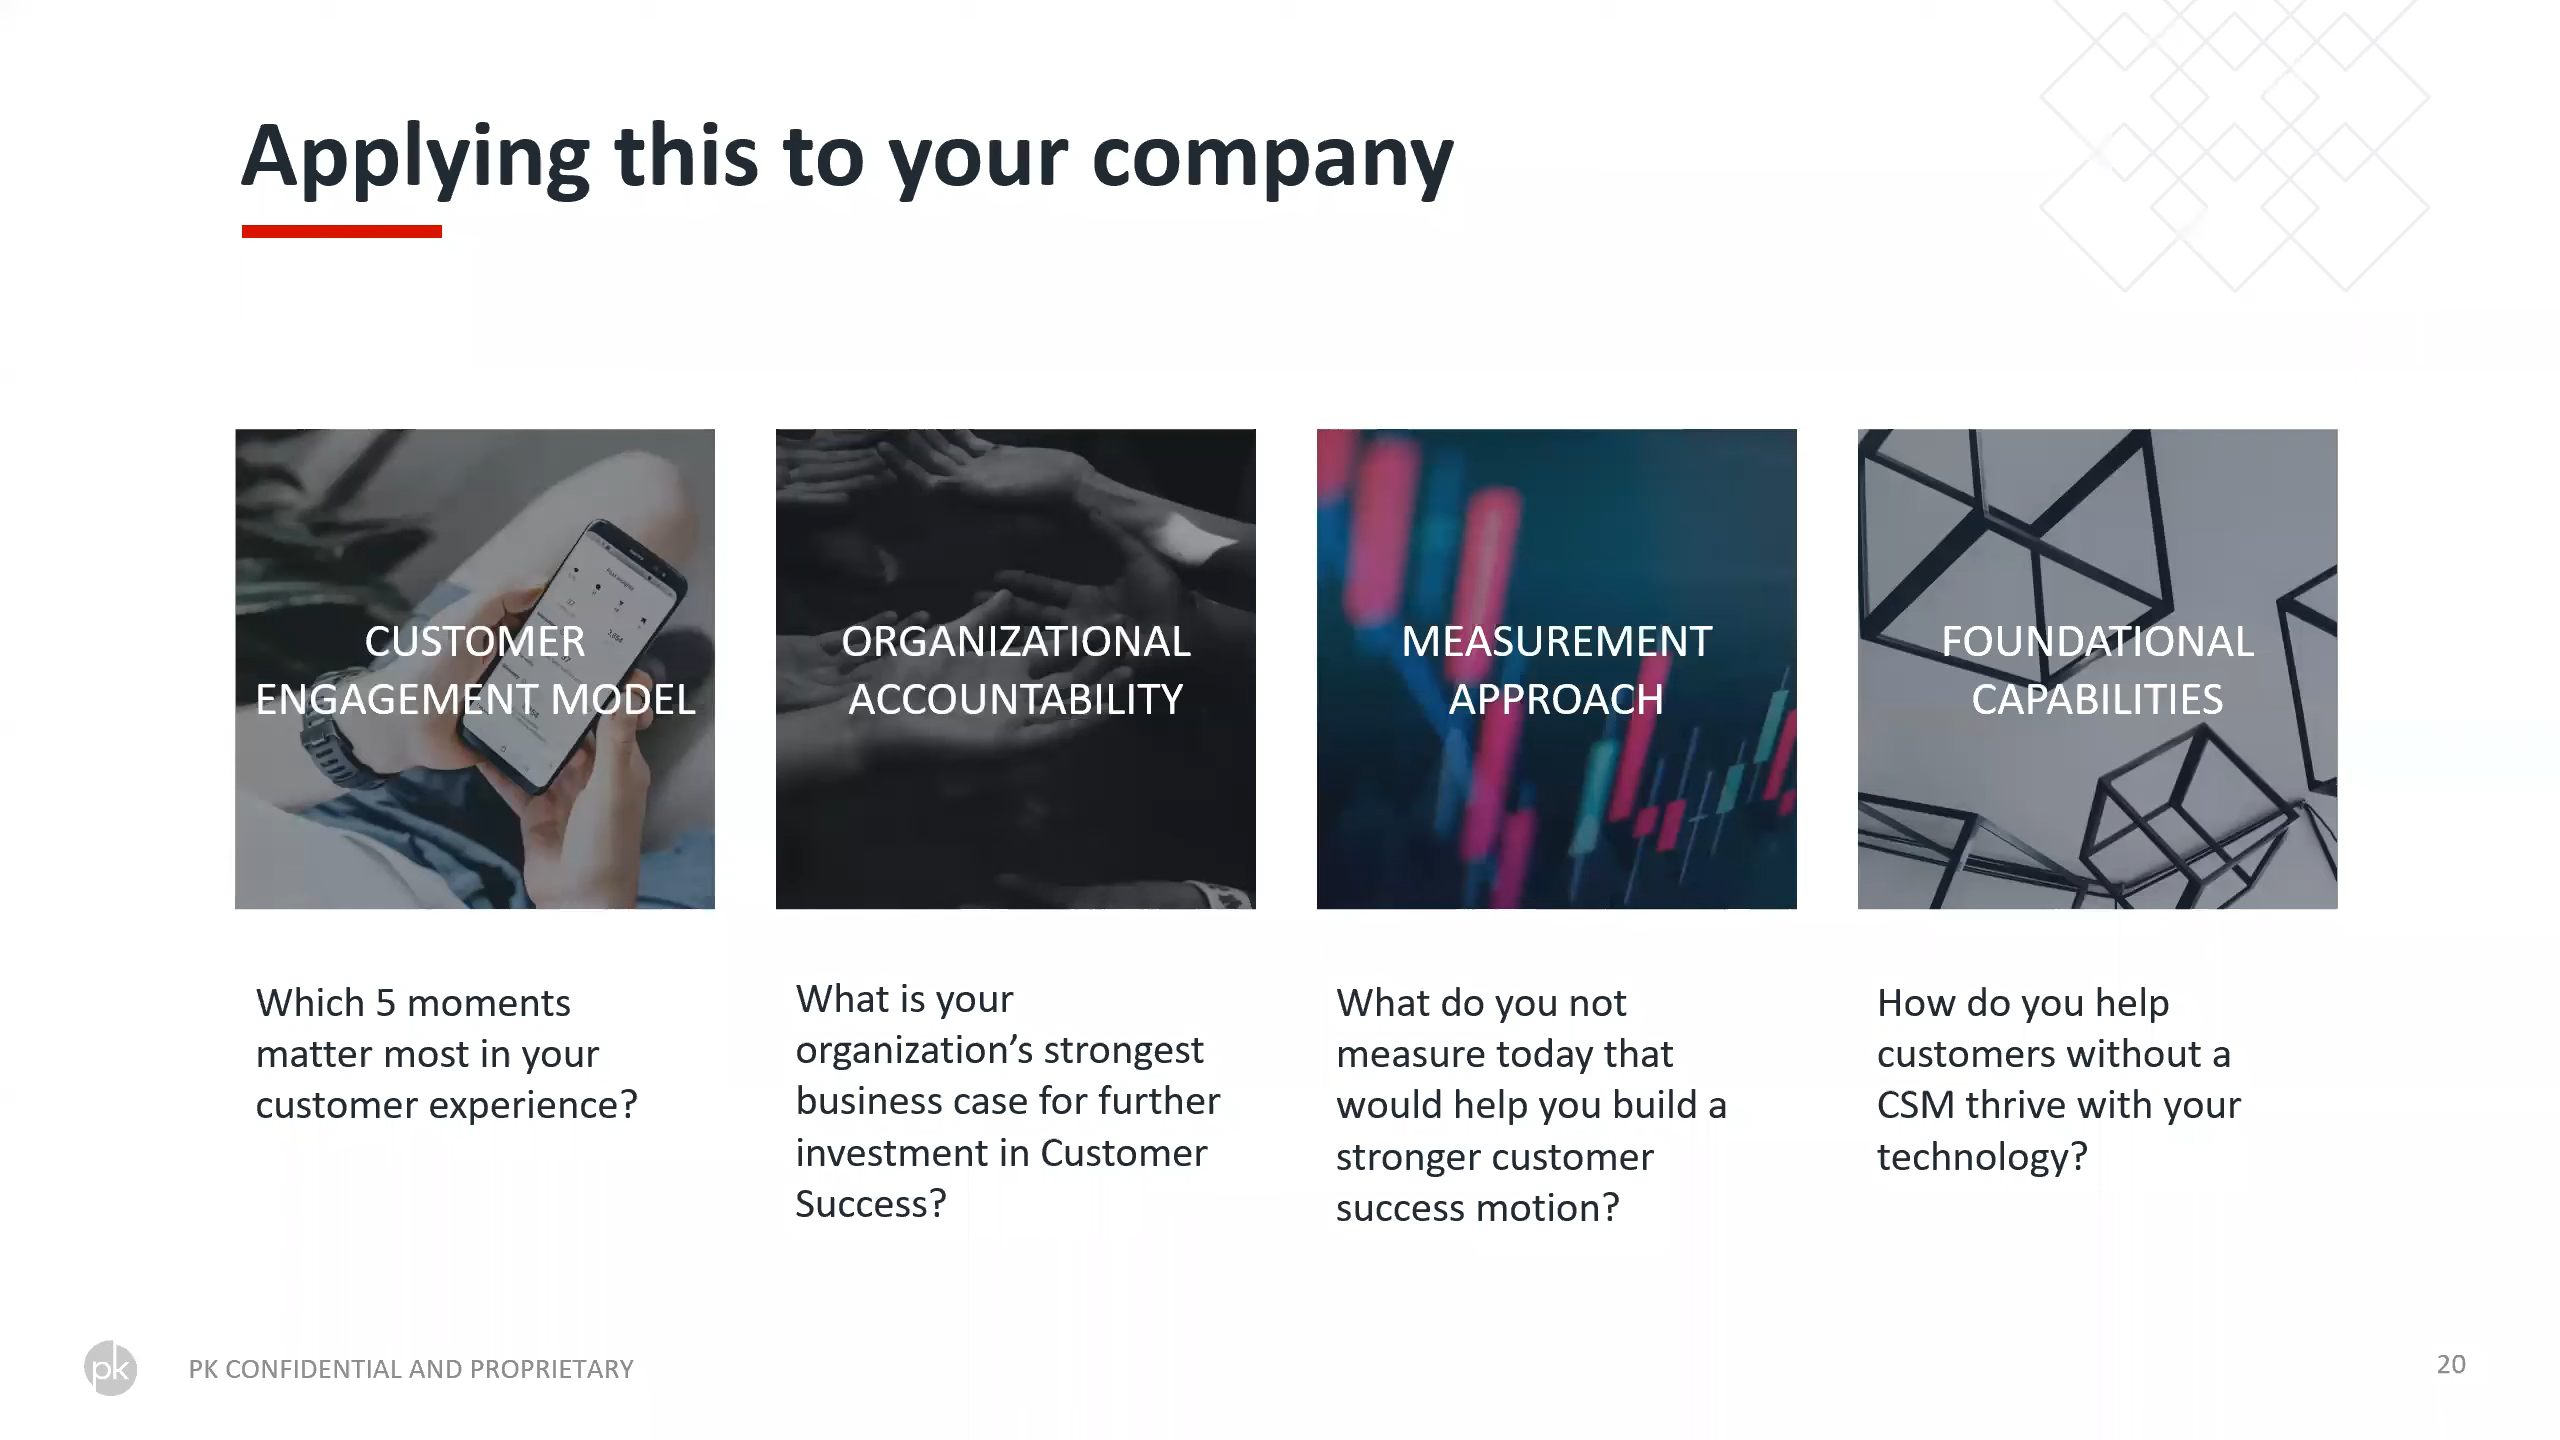 Applying this to your company
CUSTOMER
ENGAGEMENT MODEL
Which 5 moments
matter most in your
customer experience?
ORGANIZATIONAL
ACCOUNTABILITY
What is your
organization’s strongest
business case for further
investment in Customer
Success?
MEASUREMENT
APPROACH
What do you not
measure today that
would help you build a
stronger customer
success motion?
FOUNDATIONAL
CAPABILITIES
How do you help
customers without a
CSM thrive with your
technology?
pk
PK CONFIDENTIAL AND PROPRIETARY
20